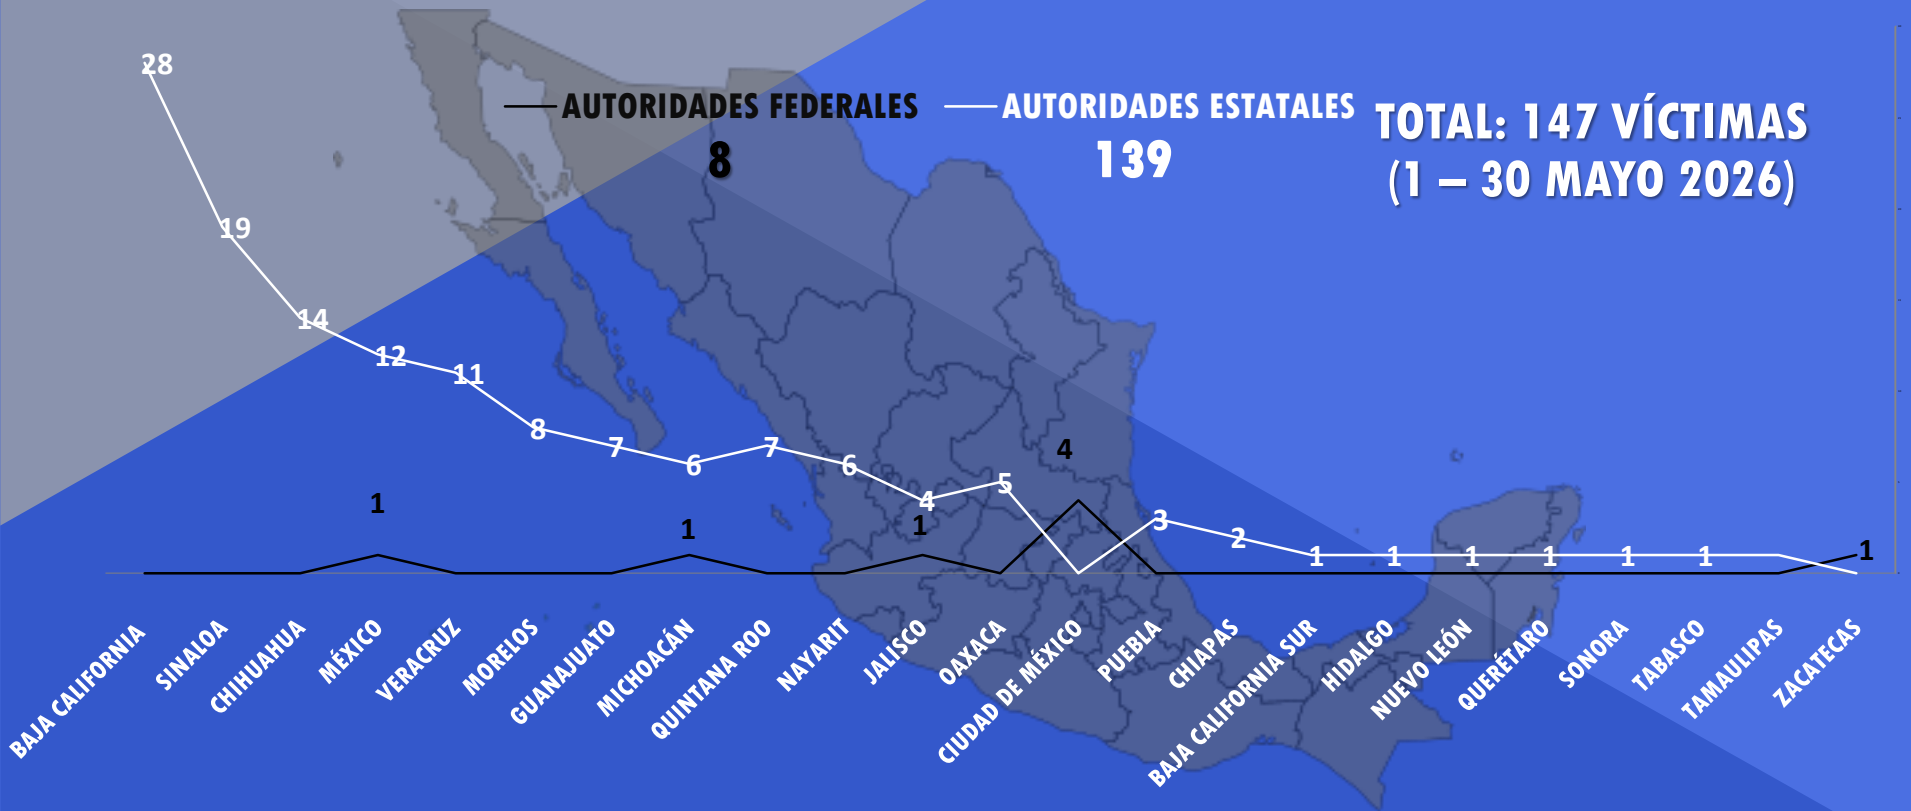 AUTORIDADES FEDERALES
8
AUTORIDADES ESTATALES
139
TOTAL: 147 VÍCTIMAS
(1 – 30 MAYO 2026)
28
19
14
12
11
8
7
6
7
6
4
5
3
2
1
1
1
1
1
1
1
1
1
4
1
BAJA CALIFORNIA
SINALOA
CHIHUAHUA
MÉXICO
VERACRUZ
MORELOS
GUANAJUATO
MICHOACÁN
QUINTANA ROO
NAYARIT
JALISCO
OAXACA
CIUDAD DE MÉXICO
PUEBLA
CHIAPAS
BAJA CALIFORNIA SUR
HIDALGO
NUEVO LEÓN
QUERÉTARO
SONORA
TABASCO
TAMAULIPAS
ZACATECAS